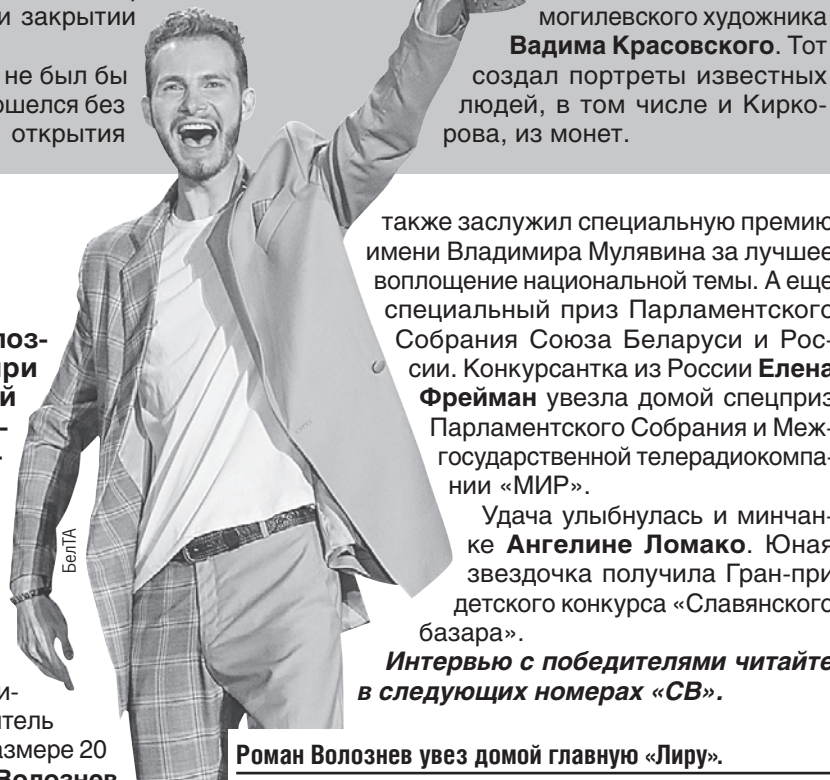 и закрытии
не был бы
без
открытия
могилевского художника
Вадима Красовского. Тот
создал портреты известных
людей, в том числе и Кирко-
рова, из монет.
также заслужил специальную премию
имени Владимира Мулявина за лучшее
воплощение национальной темы. А еще
специальный приз Парламентского
Собрания Союза Беларуси и Рос-
сии. Конкурсантка из России Елена
Фрейман увезла домой спецприз
Парламентского Собрания и Меж-
государственной телерадиокомпа-
нии «МИР».
Удача улыбнулась и минчан-
ке Ангелине Ломако. Юная
звездочка получила Гран-при
детского конкурса «Славянского
базара».
Интервью с победителями читайте
в следующих номерах «СВ».
БелТА
20
Волознев
Роман Волознев увез домой главную «Лиру».